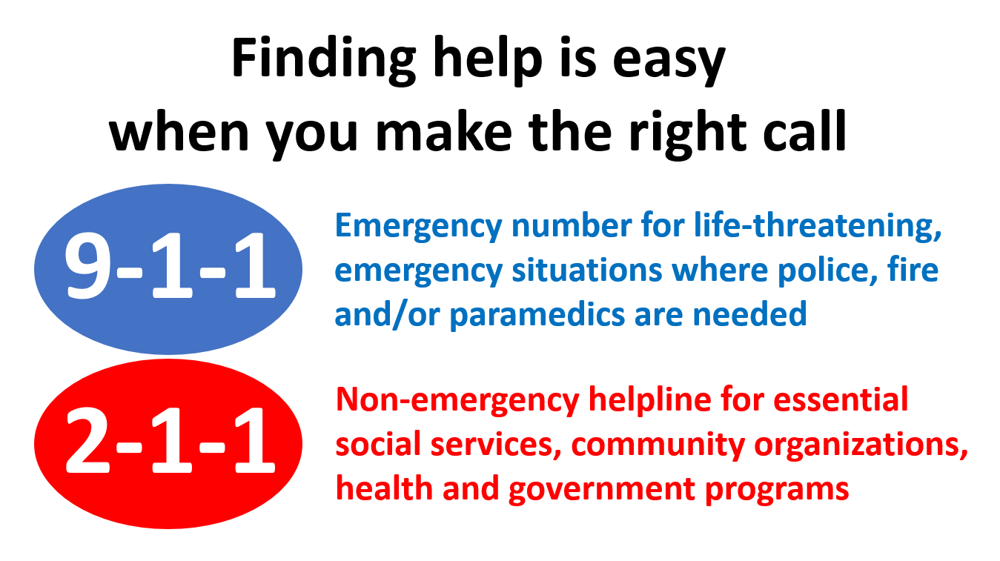 Finding help is easy
when you make the right call
9-1-1
Emergency number for life-threatening,
emergency situations where police, fire
and/or paramedics are needed
2-1-1
Non-emergency helpline for essential
social services, community organizations,
health and government programs